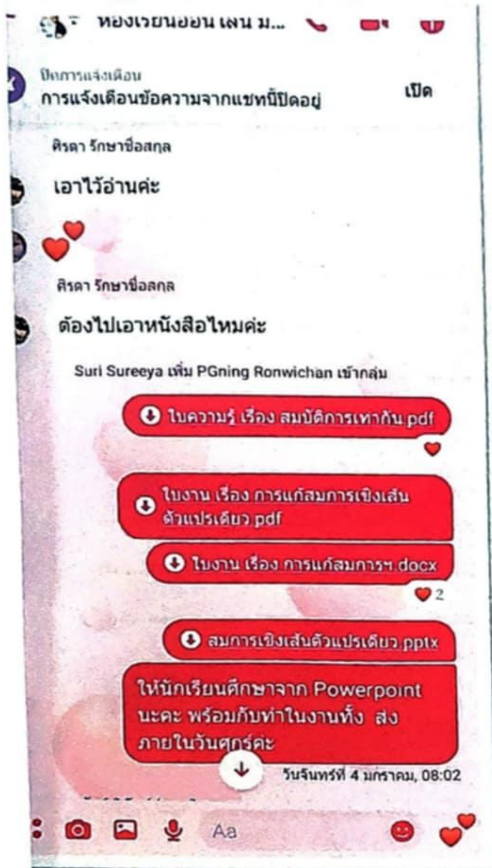 ห้องเรียนออนไลน์ ม...
ปิดการแจ้งเตือน
การแจ้งเตือนข้อความจากแชทนี้ปิดอยู่
เปิด
ศิรดา รักษาชื่อสกุล
เอาไว้อ่านค่ะ
ศิรดา รักษาชื่อสกุล
ต้องไปเอาหนังสือไหมค่ะ
Suri Sureeya เพิ่ม PGning Ronwichan เข้ากลุ่ม
ใบความรู้ เรื่อง สมบัติการเท่ากัน.pdf
ใบงาน เรื่อง การแก้สมการเชิงเส้น
ตัวแปรเดียว.pdf
ใบงาน เรื่อง การแก้สมการฯ.docx
2
สมการเชิงเส้นตัวแปรเดียว.pptx
ให้นักเรียนศึกษาจาก Powerpoint
นะคะ พร้อมกับทำใบงานทั้ง ส่ง
ภายในวันศุกร์ค่ะ
วันจันทร์ที่ 4 มกราคม, 08:02
Aa